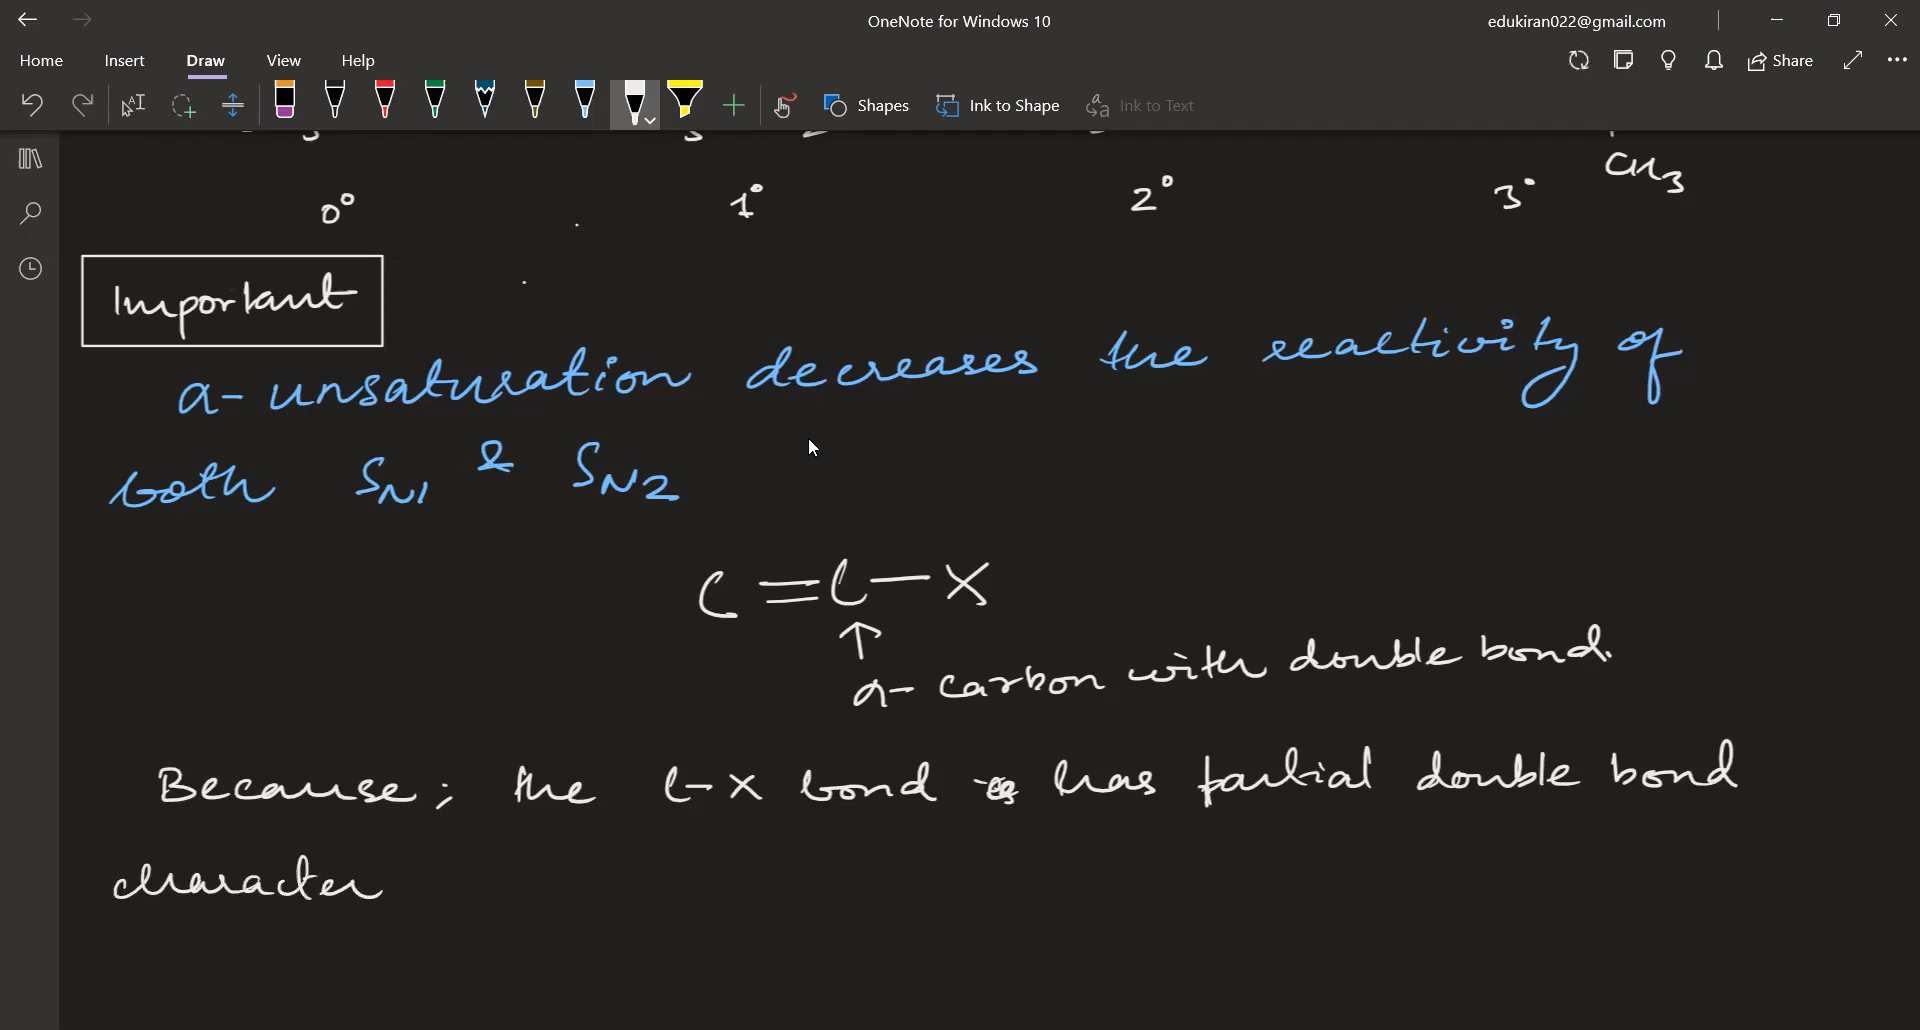 OneNote for Windows 10
edukiran022@gmail.com
Home Insert Draw View Help
Share
Shapes Ink to Shape Ink to Text
CH3
0° 1° 2° 3°
Important
α- unsaturation decreases the reactivity of
both SN1 & SN2
C=C-X
α- carbon with double bond.
Because; the C-X bond has partial double bond
character